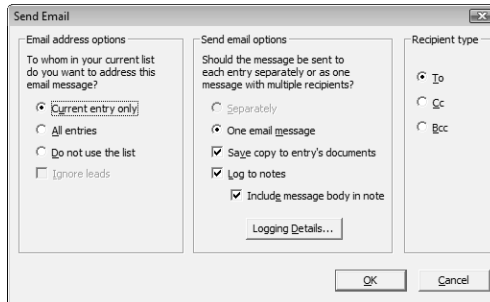 Send Email
Email address options
To whom in your current list
do you want to address this
email message?
Current entry only
All entries
Do not use the list
Ignore leads
Send email options
Should the message be sent to
each entry separately or as one
message with multiple recipients?
Separately
One email message
Save copy to entry's documents
Log to notes
Include message body in note
Logging Details...
Recipient type
To
Cc
Bcc
OK
Cancel